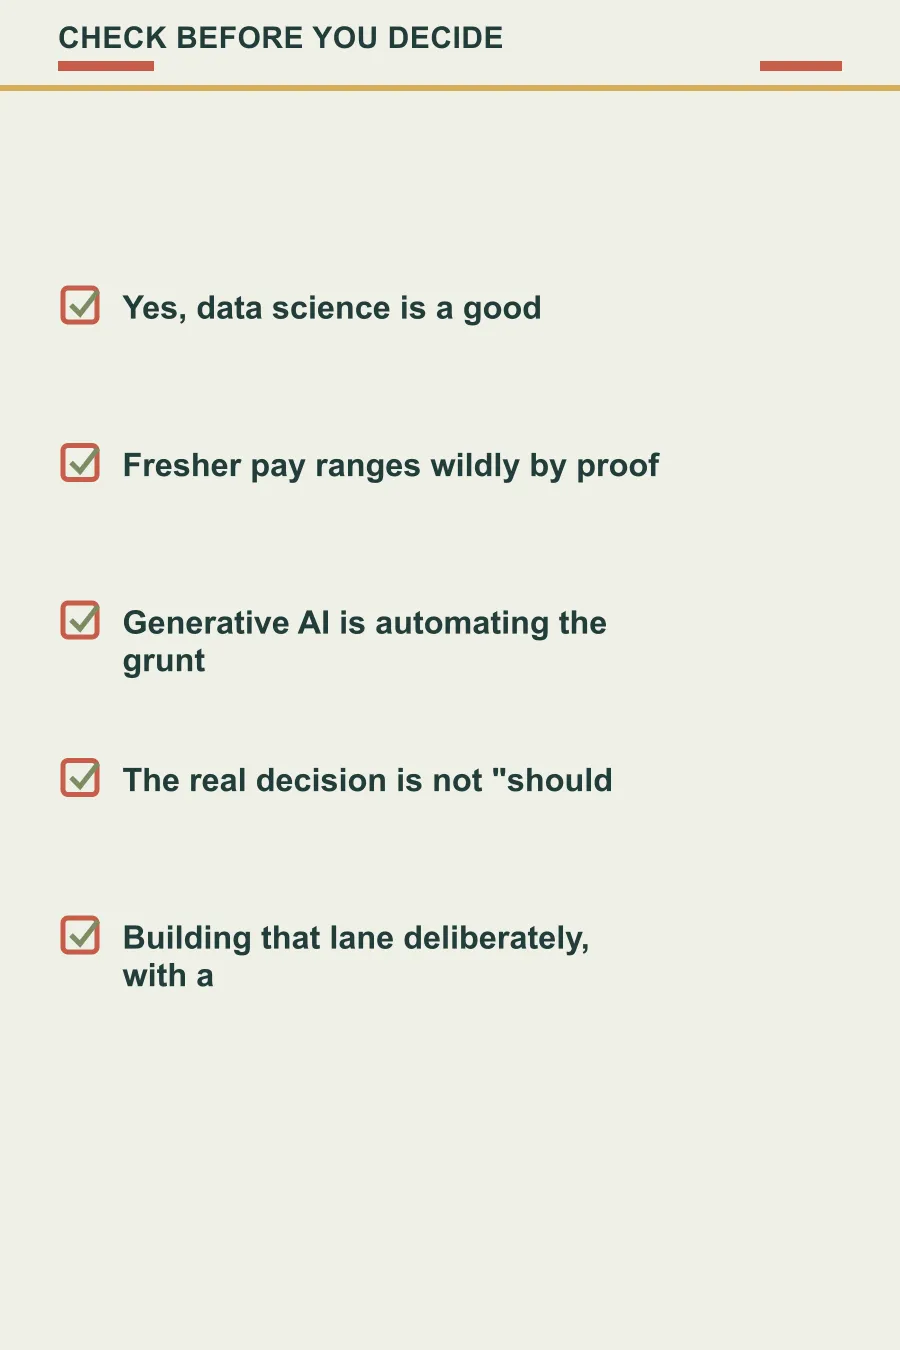 CHECK BEFORE YOU DECIDE
Yes, data science is a good
Fresher pay ranges wildly by proof
Generative AI is automating the
grunt
The real decision is not "should
Building that lane deliberately,
with a